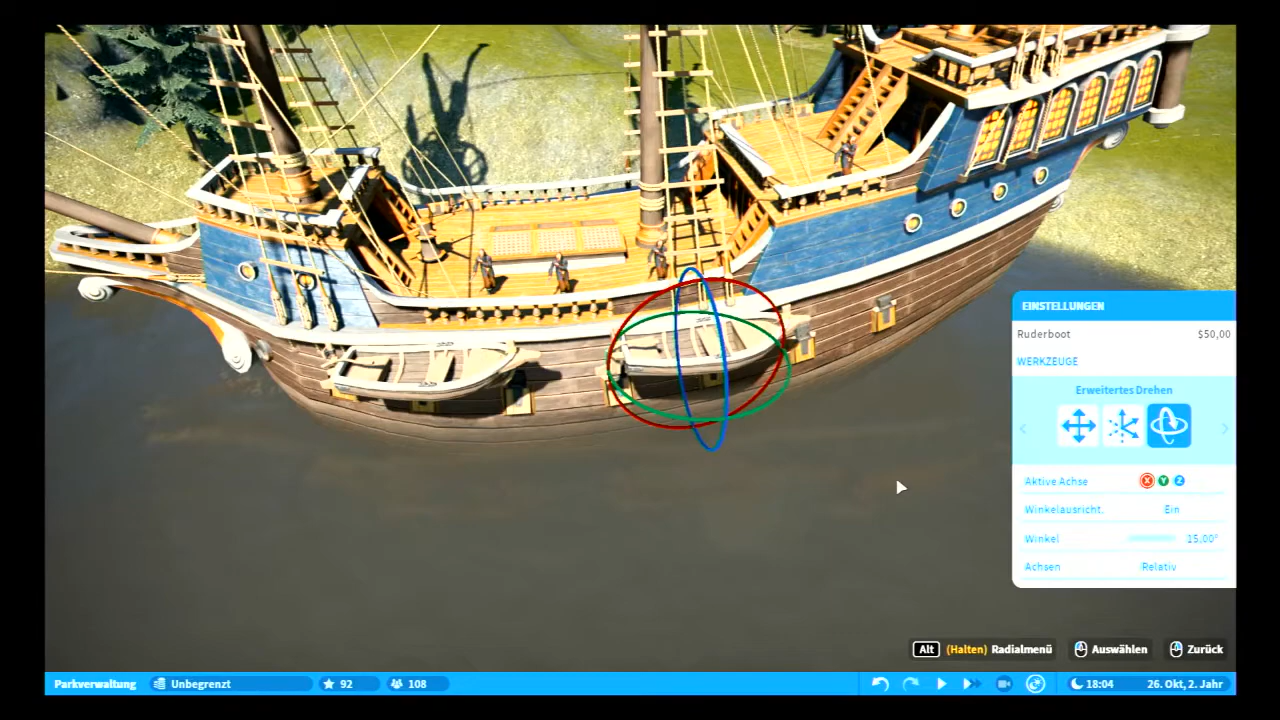 EINSTELLUNGEN
Ruderboot $50,00
WERKZEUGE
Erweitertes Drehen
Aktive Achse X Y Z
Winkelausricht. Ein
Winkel 15,00°
Achsen Relativ
Alt (Halten) Radialmenü Auswählen Zurück
Parkverwaltung Unbegrenzt 92 108 18:04 26. Okt, 2. Jahr